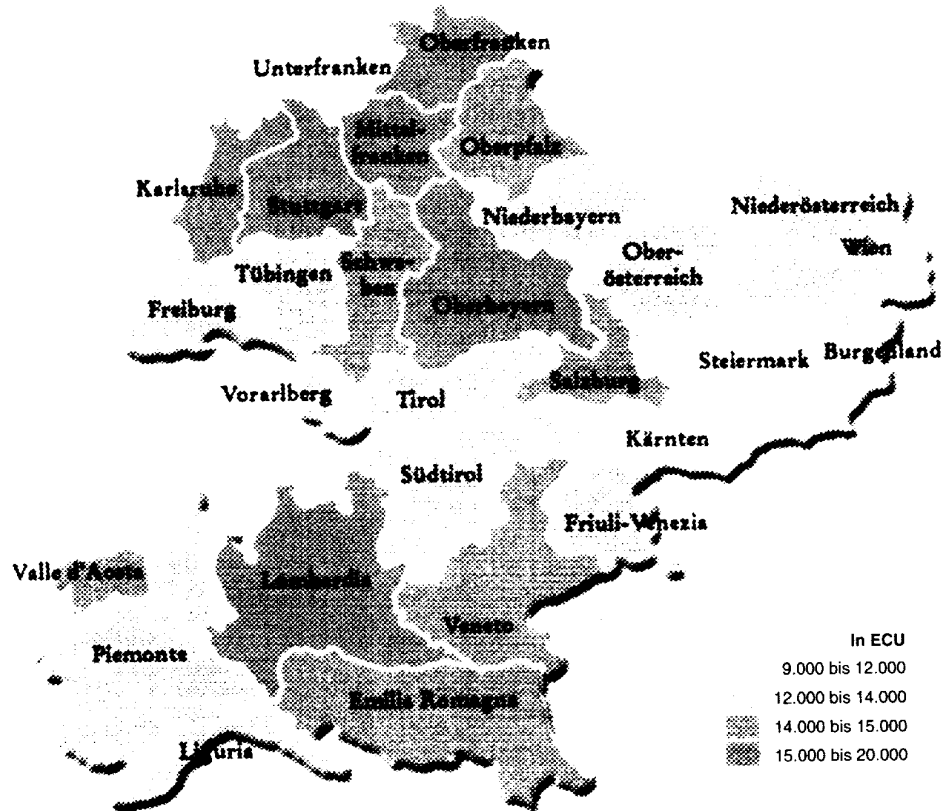 Oberfranken
Unterfranken
Mittel-
franken
Oberpfalz
Karlsruhe
Stuttgart
Niederbayern
Niederösterreich
Wien
Ober-
österreich
Tübingen
Schwa-
ben
Oberbayern
Freiburg
Steiermark
Burgenland
Salzburg
Vorarlberg
Tirol
Kärnten
Südtirol
Friuli-Venezia
Valle d'Aosta
Lombardia
Veneto
Piemonte
Emilia Romagna
Liguria
In ECU
9.000 bis 12.000
12.000 bis 14.000
14.000 bis 15.000
15.000 bis 20.000